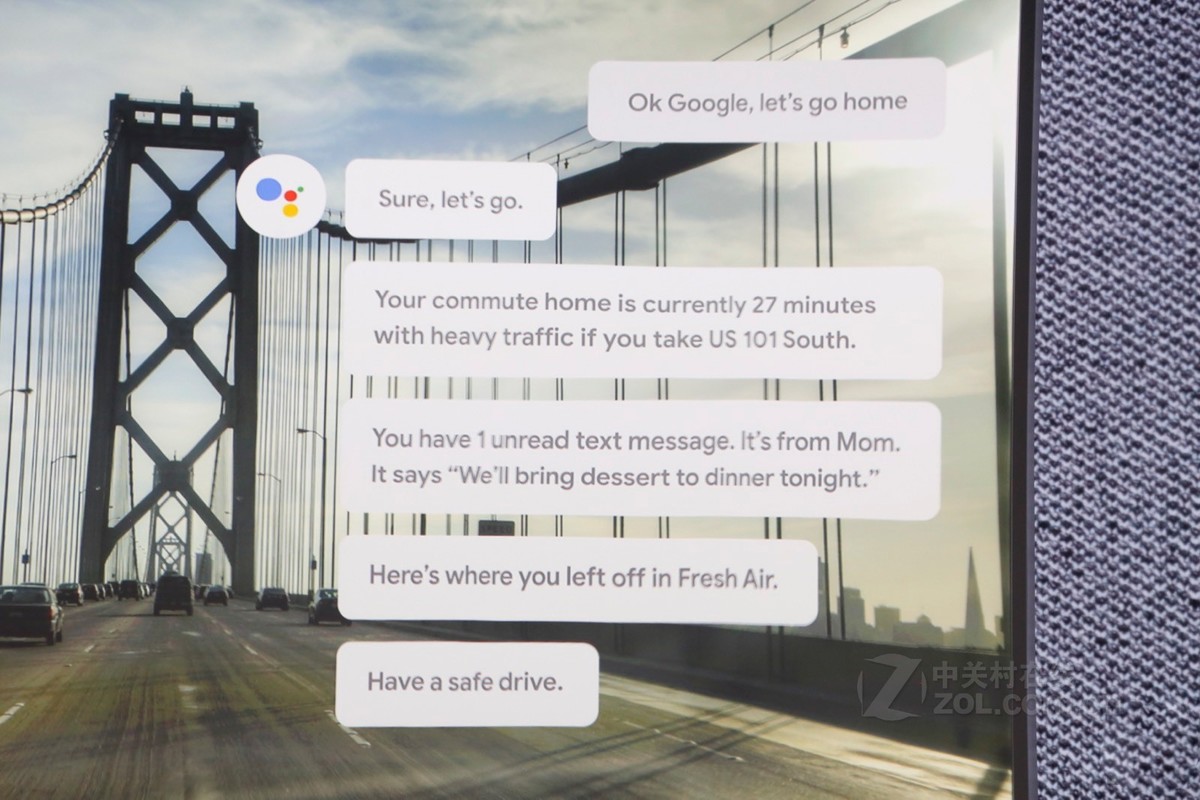 Ok Google, let's go home
Sure, let's go.
Your commute home is currently 27 minutes
with heavy traffic if you take US 101 South.
You have 1 unread text message. It's from Mom.
It says “We'll bring dessert to dinner tonight.”
Here's where you left off in Fresh Air.
Have a safe drive.
中关村在
ZOL.co